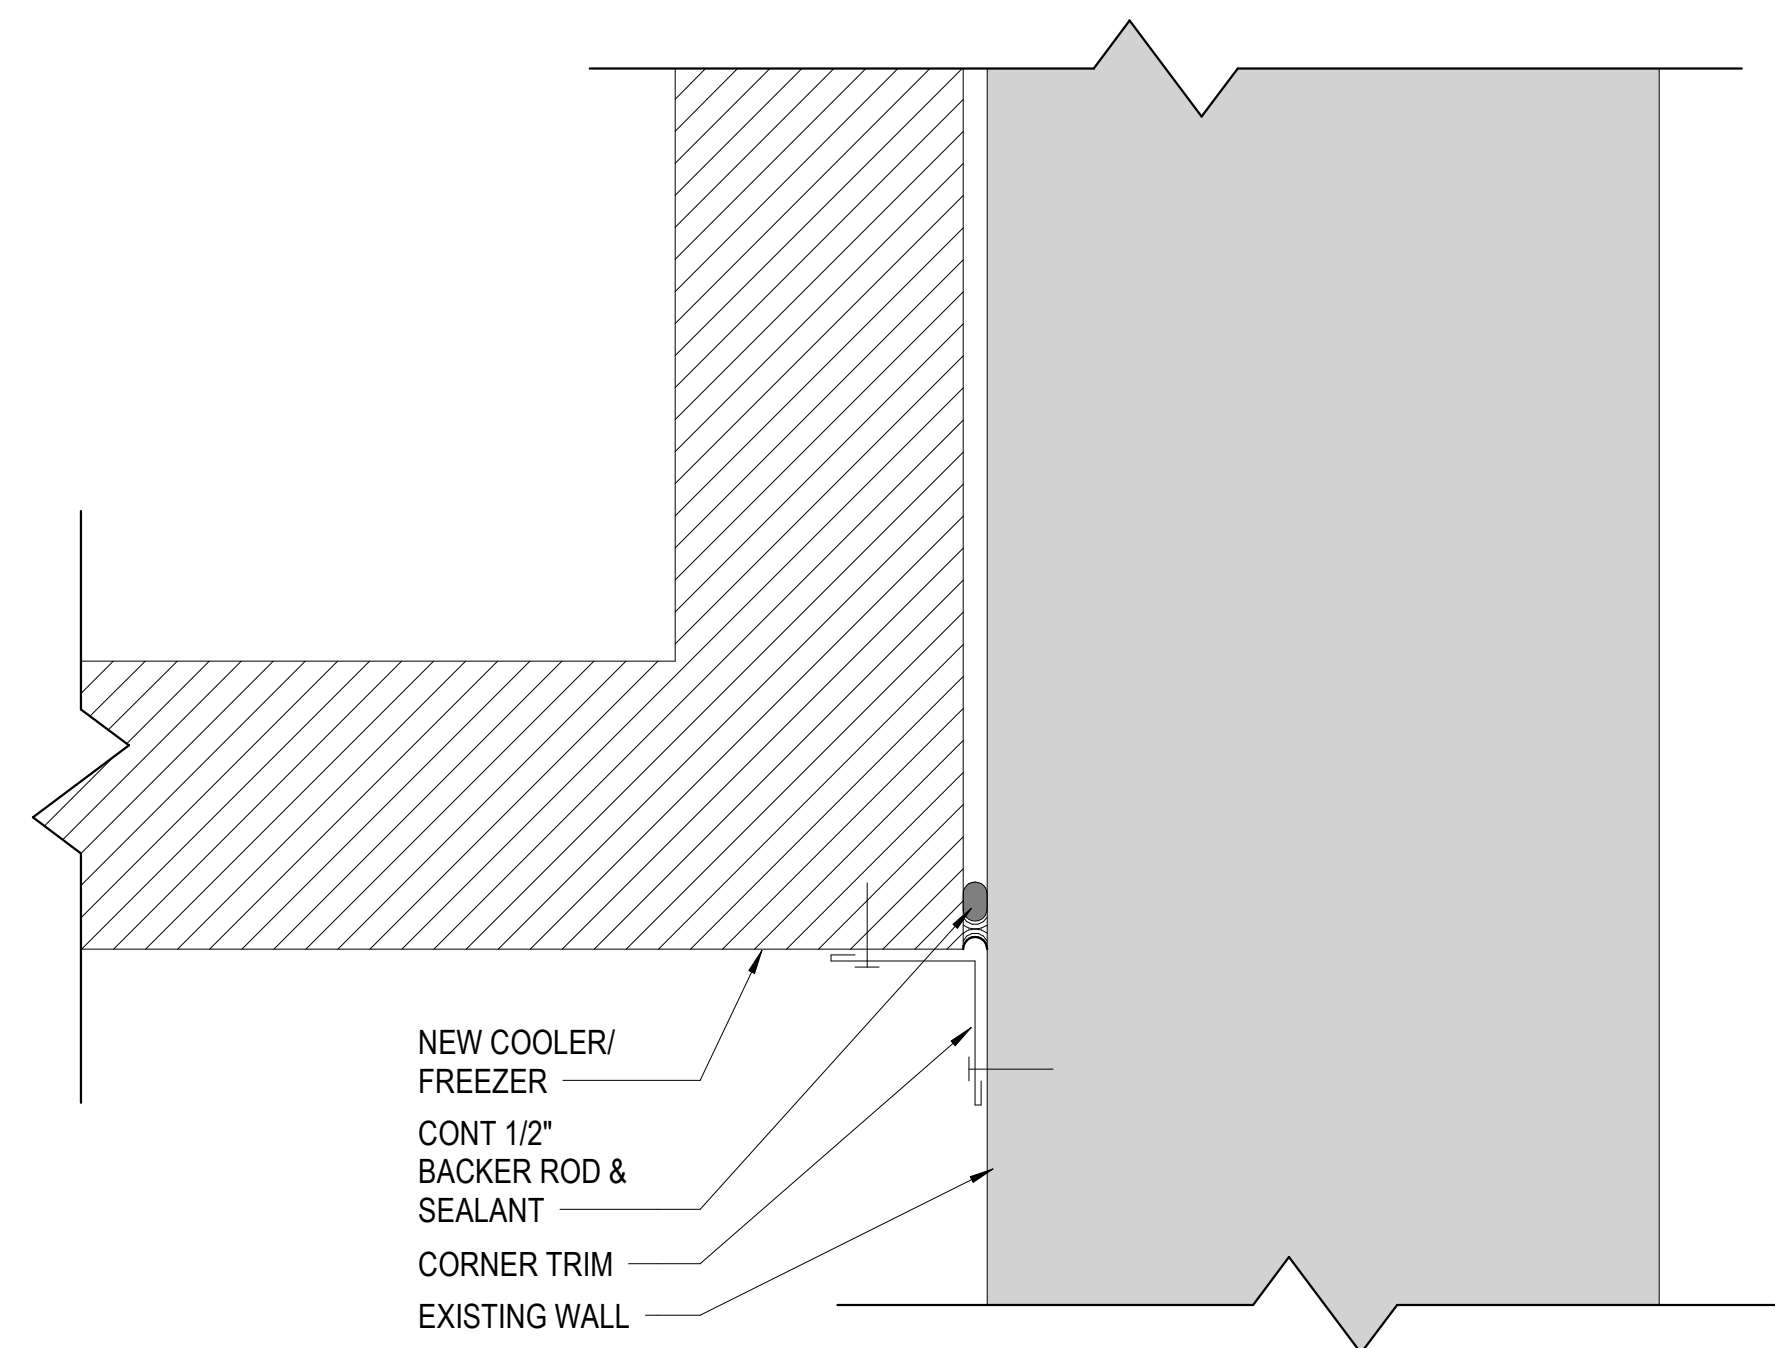 NEW COOLER/
FREEZER
CONT 1/2"
BACKER ROD &
SEALANT
CORNER TRIM
EXISTING WALL